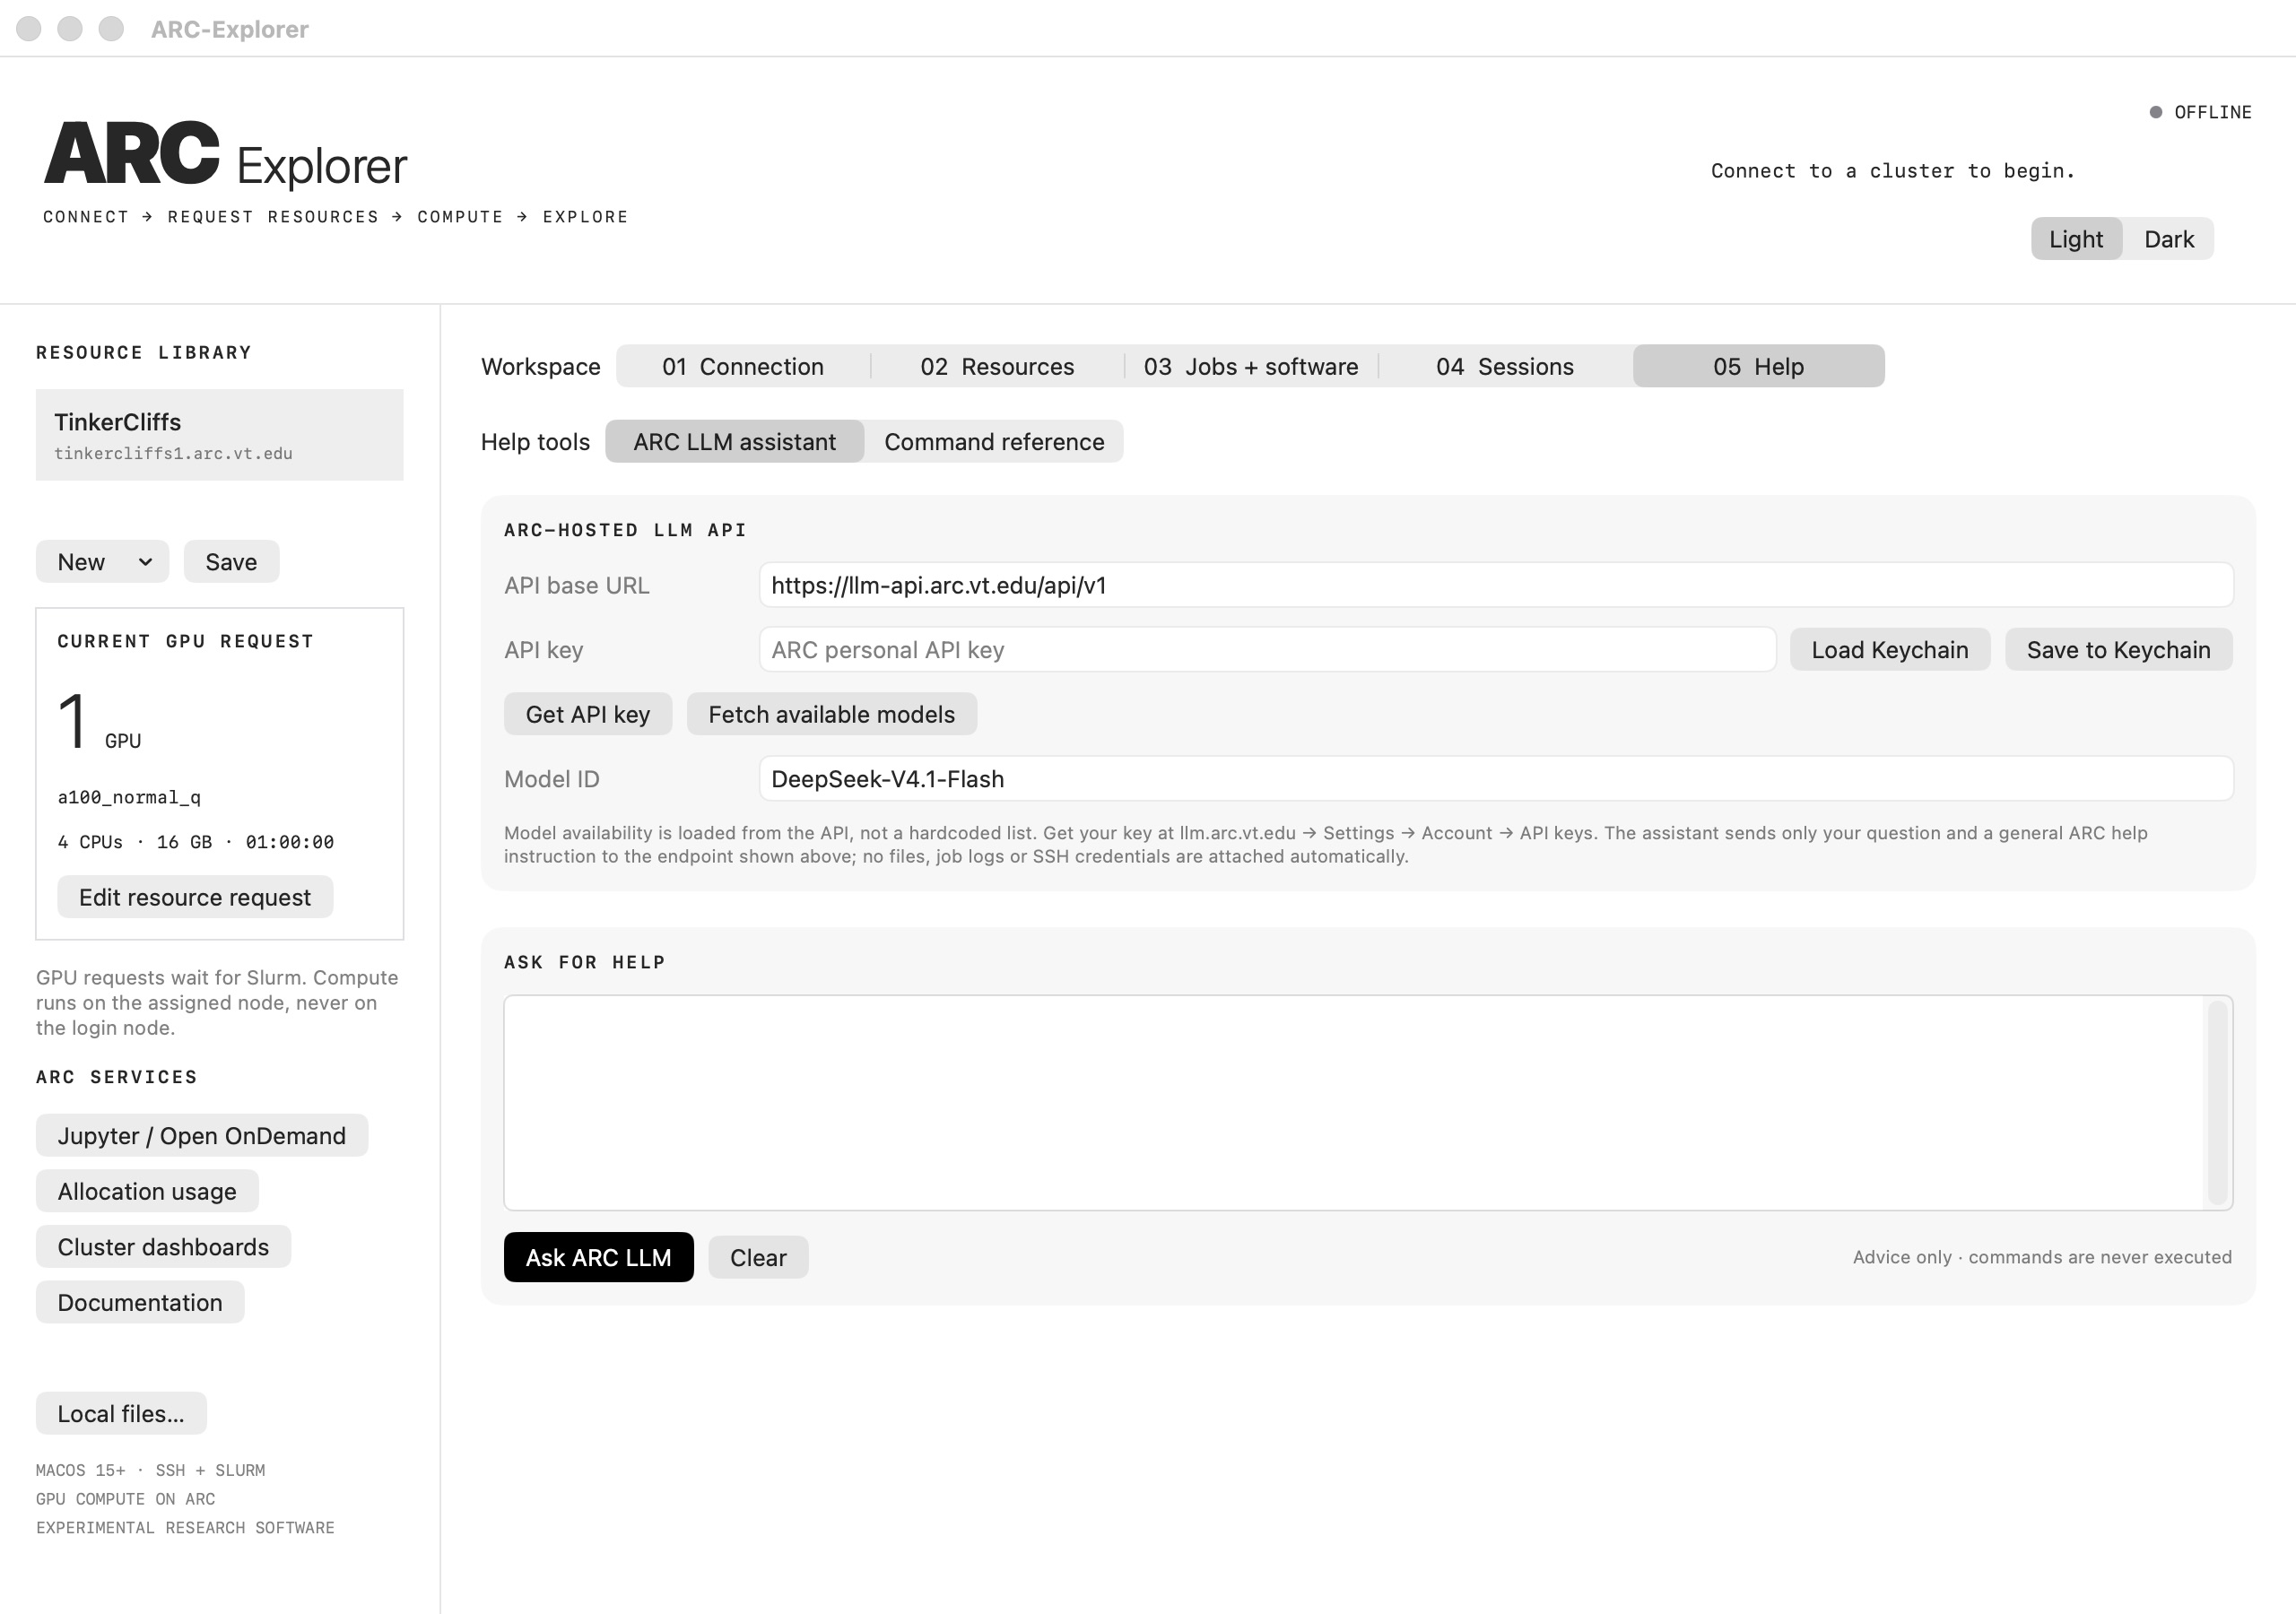 ARC-Explorer
ARC Explorer
CONNECT → REQUEST RESOURCES → COMPUTE → EXPLORE
OFFLINE
Connect to a cluster to begin.
Light Dark
RESOURCE LIBRARY
TinkerCliffs
tinkercliffs1.arc.vt.edu
New Save
CURRENT GPU REQUEST
1 GPU
a100_normal_q
4 CPUs · 16 GB · 01:00:00
Edit resource request
GPU requests wait for Slurm. Compute
runs on the assigned node, never on
the login node.
ARC SERVICES
Jupyter / Open OnDemand
Allocation usage
Cluster dashboards
Documentation
Local files...
MACOS 15+ · SSH + SLURM
GPU COMPUTE ON ARC
EXPERIMENTAL RESEARCH SOFTWARE
Workspace 01 Connection 02 Resources 03 Jobs + software 04 Sessions 05 Help
Help tools ARC LLM assistant Command reference
ARC-HOSTED LLM API
API base URL https://llm-api.arc.vt.edu/api/v1
API key ARC personal API key Load Keychain Save to Keychain
Get API key Fetch available models
Model ID DeepSeek-V4.1-Flash
Model availability is loaded from the API, not a hardcoded list. Get your key at llm.arc.vt.edu → Settings → Account → API keys. The assistant sends only your question and a general ARC help
instruction to the endpoint shown above; no files, job logs or SSH credentials are attached automatically.
ASK FOR HELP
Ask ARC LLM Clear Advice only · commands are never executed